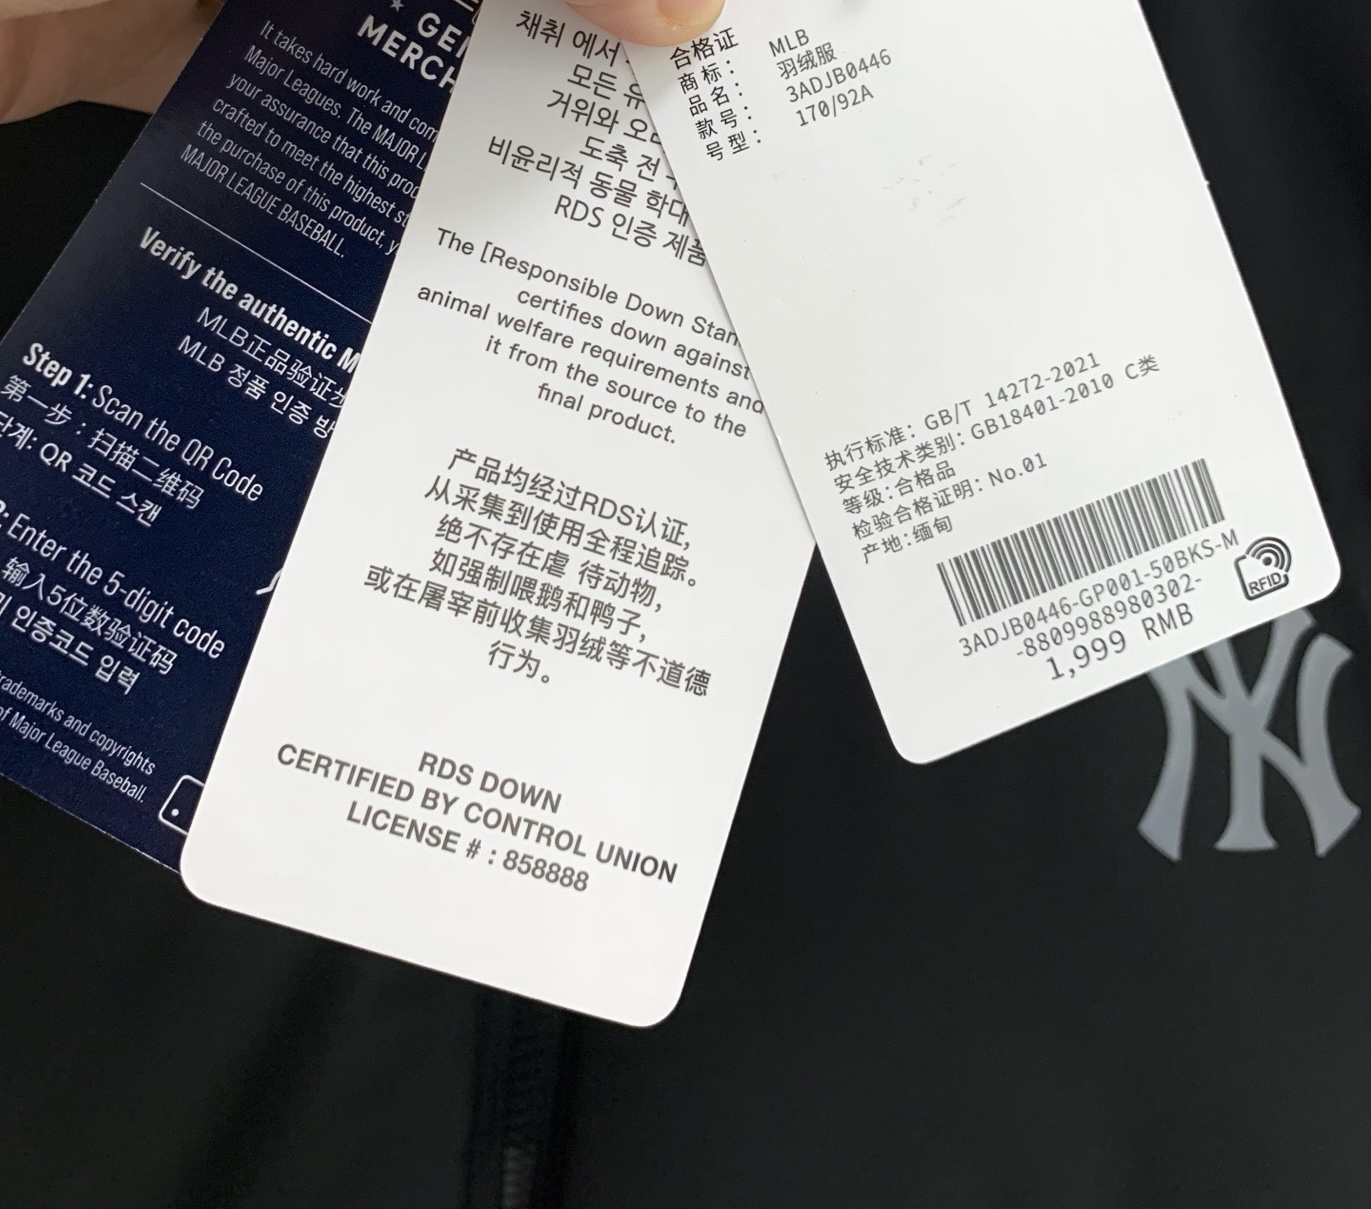 GE
MERCH
It takes hard work and com
Major Leagues. The MAJOR L
your assurance that this prod
crafted to meet the highest st
the purchase of this product, y
MAJOR LEAGUE BASEBALL.
Verify the authentic M
MLB正品验证
MLB 정품 인증 방
Step 1: Scan the QR Code
第一步：扫描二维码
단계: QR 코드 스캔
2: Enter the 5-digit code
输入5位数验证码
인증코드 입력
trademarks and copyrights
of Major League Baseball.
채취 에서
모든 유
거위와 오
도축 전
비윤리적 동물 학대
RDS 인증 제품
The [Responsible Down Stan
certifies down against
animal welfare requirements and
it from the source to the
final product.
产品均经过RDS认证,
从采集到使用全程追踪。
绝不存在虐 待动物,
如强制喂鹅和鸭子,
或在屠宰前收集羽绒等不道德
行为。
RDS DOWN
CERTIFIED BY CONTROL UNION
LICENSE # : 858888
合格证
商标： MLB
品名： 羽绒服
款号： 3ADJB0446
号型： 170/92A
执行标准: GB/T 14272-2021
安全技术类别: GB18401-2010 C类
等级:合格品
检验合格证明: No.01
产地:缅甸
3ADJB0446-GP001-50BKS-M
-8809988980302-
1,999 RMB
RFID
NY